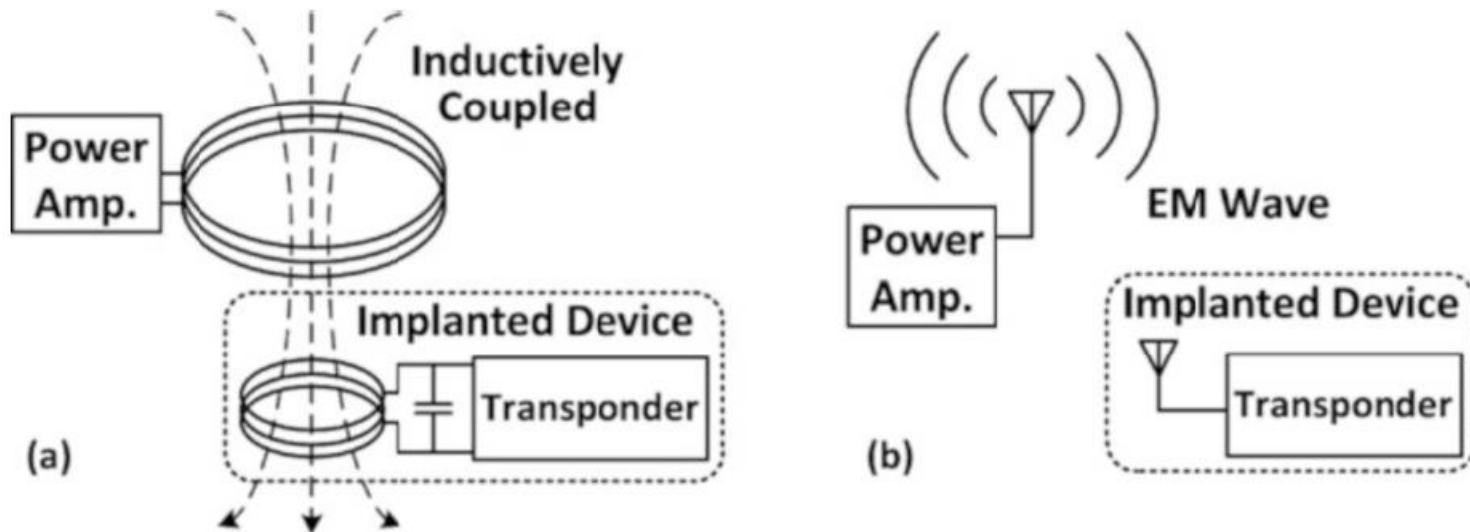 Inductively
Coupled
Power
Amp.
Implanted Device
Transponder
(a)
EM Wave
Power
Amp.
Implanted Device
Transponder
(b)